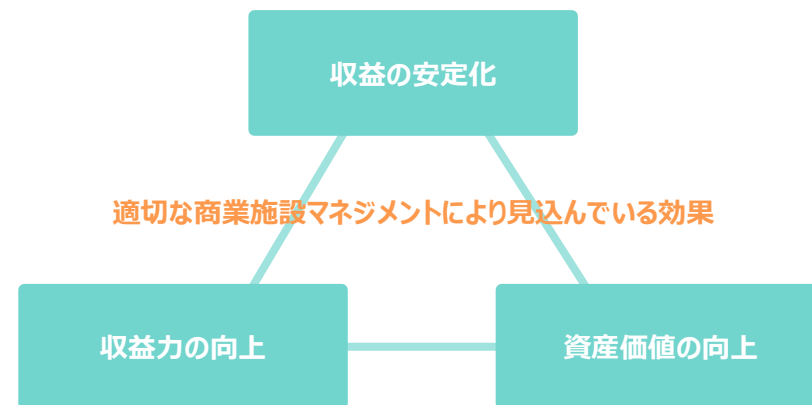 収益の安定化
適切な商業施設マネジメントにより見込んでいる効果
収益力の向上
資産価値の向上